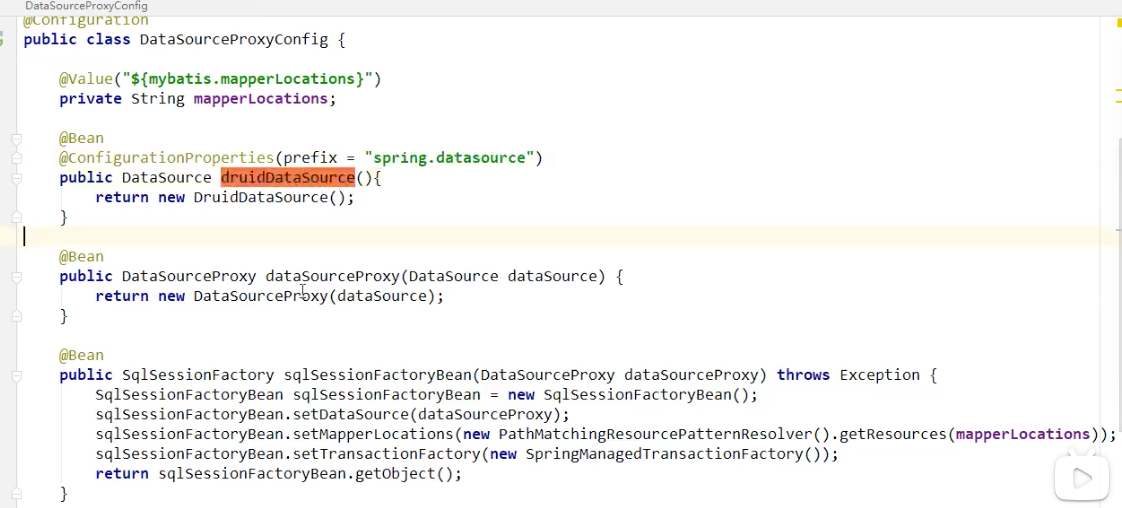 DataSourceProxyConfig
@Configuration
public class DataSourceProxyConfig {
@Value("${mybatis.mapperLocations}")
private String mapperLocations;
@Bean
@ConfigurationProperties(prefix = "spring.datasource")
public DataSource druidDataSource(){
return new DruidDataSource();
}
@Bean
public DataSourceProxy dataSourceProxy(DataSource dataSource) {
return new DataSourceProxy(dataSource);
}
@Bean
public SqlSessionFactory sqlSessionFactoryBean(DataSourceProxy dataSourceProxy) throws Exception {
SqlSessionFactoryBean sqlSessionFactoryBean = new SqlSessionFactoryBean();
sqlSessionFactoryBean.setDataSource(dataSourceProxy);
sqlSessionFactoryBean.setMapperLocations(new PathMatchingResourcePatternResolver().getResources(mapperLocations));
sqlSessionFactoryBean.setTransactionFactory(new SpringManagedTransactionFactory());
return sqlSessionFactoryBean.getObject();
}